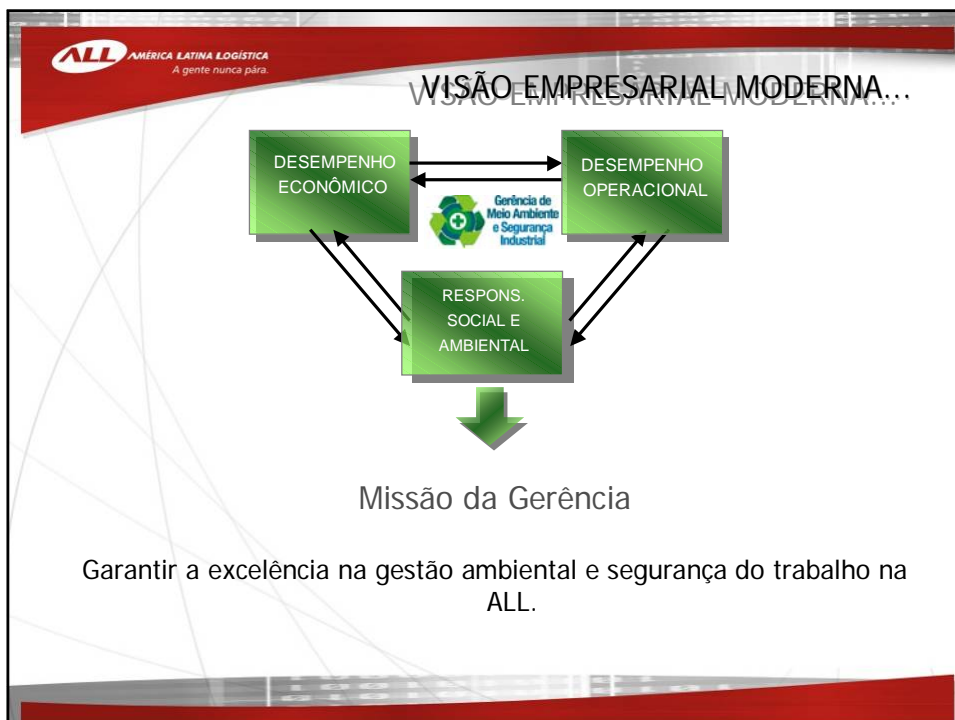 ALL AMÉRICA LATINA LOGÍSTICA
A gente nunca pára.
VISÃO EMPRESARIAL MODERNA...
DESEMPENHO
ECONÔMICO
DESEMPENHO
OPERACIONAL
Gerência de
Meio Ambiente
e Segurança
Industrial
RESPONS.
SOCIAL E
AMBIENTAL
Missão da Gerência
Garantir a excelência na gestão ambiental e segurança do trabalho na
ALL.